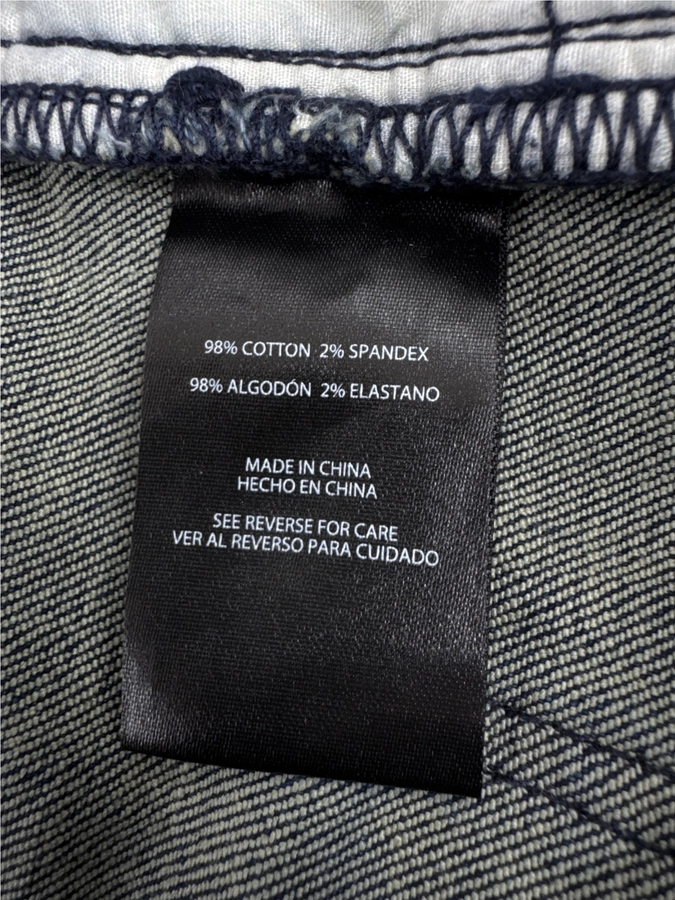 98% COTTON 2% SPANDEX
98% ALGODÓN 2% ELASTANO
MADE IN CHINA
HECHO EN CHINA
SEE REVERSE FOR CARE
VER AL REVERSO PARA CUIDADO